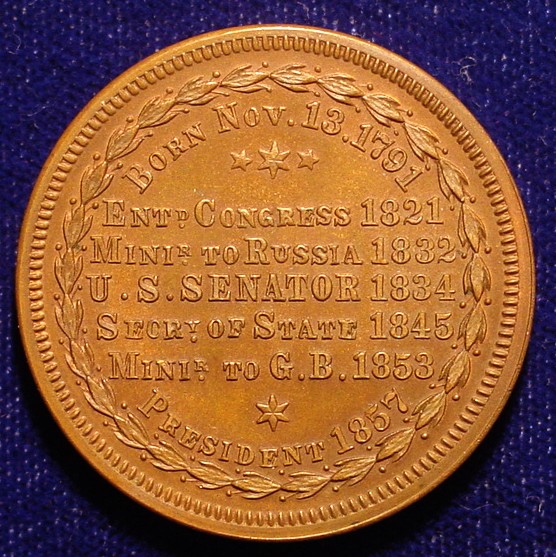 BORN NOV. 13. 1791
ENTD CONGRESS 1821
MINIR TO RUSSIA 1832
U. S. SENATOR 1834
SECRY OF STATE 1845
MINIR TO G. B. 1853
PRESIDENT 1857